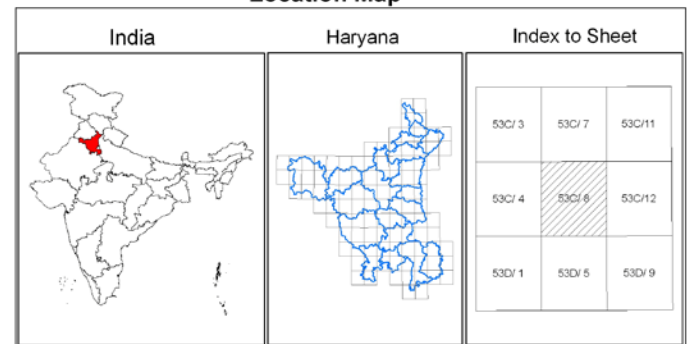 India
Haryana
Index to Sheet
53C/ 3
53C/ 7
53C/11
53C/ 4
53C/ 8
53C/12
53D/ 1
53D/ 5
53D/ 9